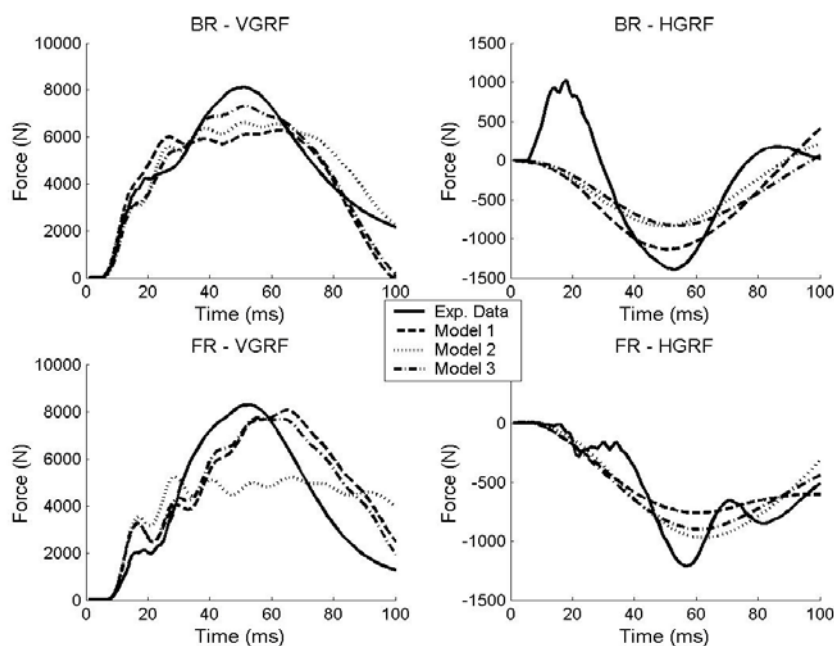 BR - VGRF
10000
8000
6000
4000
2000
0
Force (N)
0 20 40 60 80 100
Time (ms)
BR - HGRF
1500
1000
500
0
-500
-1000
-1500
Force (N)
0 20 40 60 80 100
Time (ms)
Exp. Data
Model 1
Model 2
Model 3
FR - VGRF
10000
8000
6000
4000
2000
0
Force (N)
0 20 40 60 80 100
Time (ms)
FR - HGRF
0
-500
-1000
-1500
Force (N)
0 20 40 60 80 100
Time (ms)